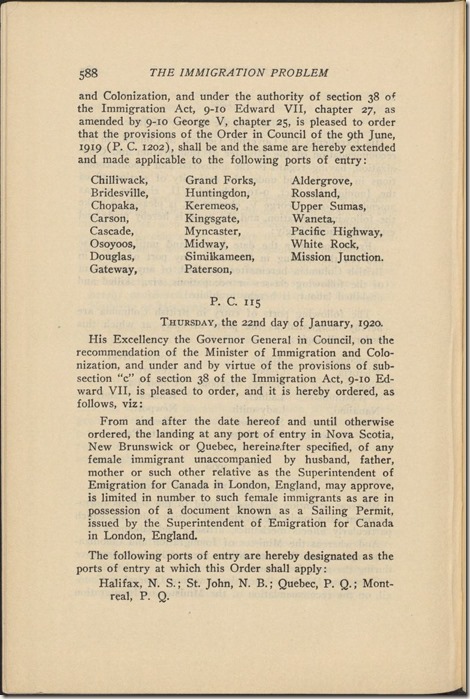 588 THE IMMIGRATION PROBLEM
and Colonization, and under the authority of section 38 of
the Immigration Act, 9-10 Edward VII, chapter 27, as
amended by 9-10 George V, chapter 25, is pleased to order
that the provisions of the Order in Council of the 9th June,
1919 (P. C. 1202), shall be and the same are hereby extended
and made applicable to the following ports of entry:
Chilliwack, Grand Forks, Aldergrove,
Bridesville, Huntingdon, Rossland,
Chopaka, Keremeos, Upper Sumas,
Carson, Kingsgate, Waneta,
Cascade, Myncaster, Pacific Highway,
Osoyoos, Midway, White Rock,
Douglas, Similkameen, Mission Junction.
Gateway, Paterson,
P. C. 115
THURSDAY, the 22nd day of January, 1920.
His Excellency the Governor General in Council, on the
recommendation of the Minister of Immigration and Colo-
nization, and under and by virtue of the provisions of sub-
section "c" of section 38 of the Immigration Act, 9-10 Ed-
ward VII, is pleased to order, and it is hereby ordered, as
follows, viz:
From and after the date hereof and until otherwise
ordered, the landing at any port of entry in Nova Scotia,
New Brunswick or Quebec, hereinafter specified, of any
female immigrant unaccompanied by husband, father,
mother or such other relative as the Superintendent of
Emigration for Canada in London, England, may approve,
is limited in number to such female immigrants as are in
possession of a document known as a Sailing Permit,
issued by the Superintendent of Emigration for Canada
in London, England.
The following ports of entry are hereby designated as the
ports of entry at which this Order shall apply:
Halifax, N. S.; St. John, N. B.; Quebec, P. Q.; Mont-
real, P. Q.